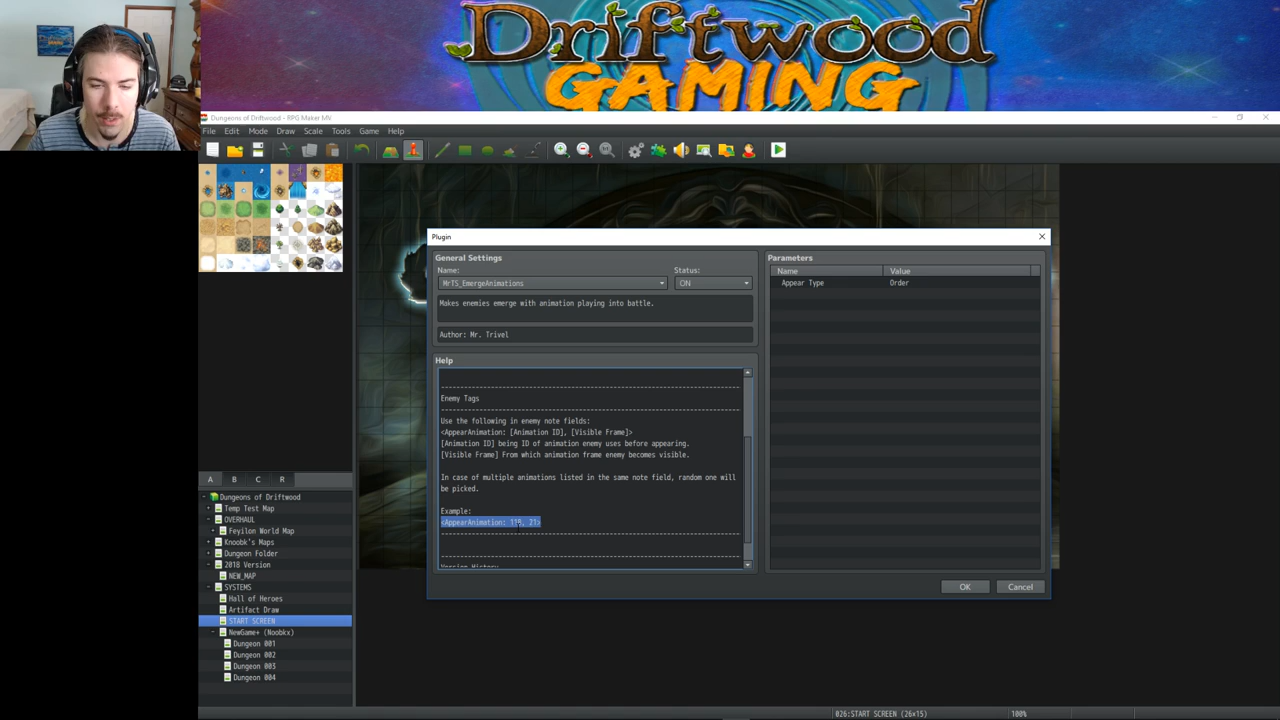 Driftwood
GAMING
Dungeons of Driftwood - RPG Maker MV
File Edit Mode Draw Scale Tools Game Help
Plugin
General Settings
Name:
Status:
MrTS_EmergeAnimations
ON
Makes enemies emerge with animation playing into battle.
Author: Mr. Trivel
Help
Enemy Tags
Use the following in enemy note fields:
<AppearAnimation: [Animation ID], [Visible Frame]>
[Animation ID] being ID of animation enemy uses before appearing.
[Visible Frame] From which animation frame enemy becomes visible.
In case of multiple animations listed in the same note field, random one will
be picked.
Example:
<AppearAnimation: 21>
Version History
Parameters
Name Value
Appear Type Order
OK Cancel
A B C R
Dungeons of Driftwood
Temp Test Map
OVERHAUL
Feyilon World Map
Knoobk's Maps
Dungeon Folder
2018 Version
NEW_MAP
SYSTEMS
Hall of Heroes
Artifact Draw
START SCREEN
NewGame+ (Noobkx)
Dungeon 001
Dungeon 002
Dungeon 003
Dungeon 004
026:START SCREEN (26×15) 100%